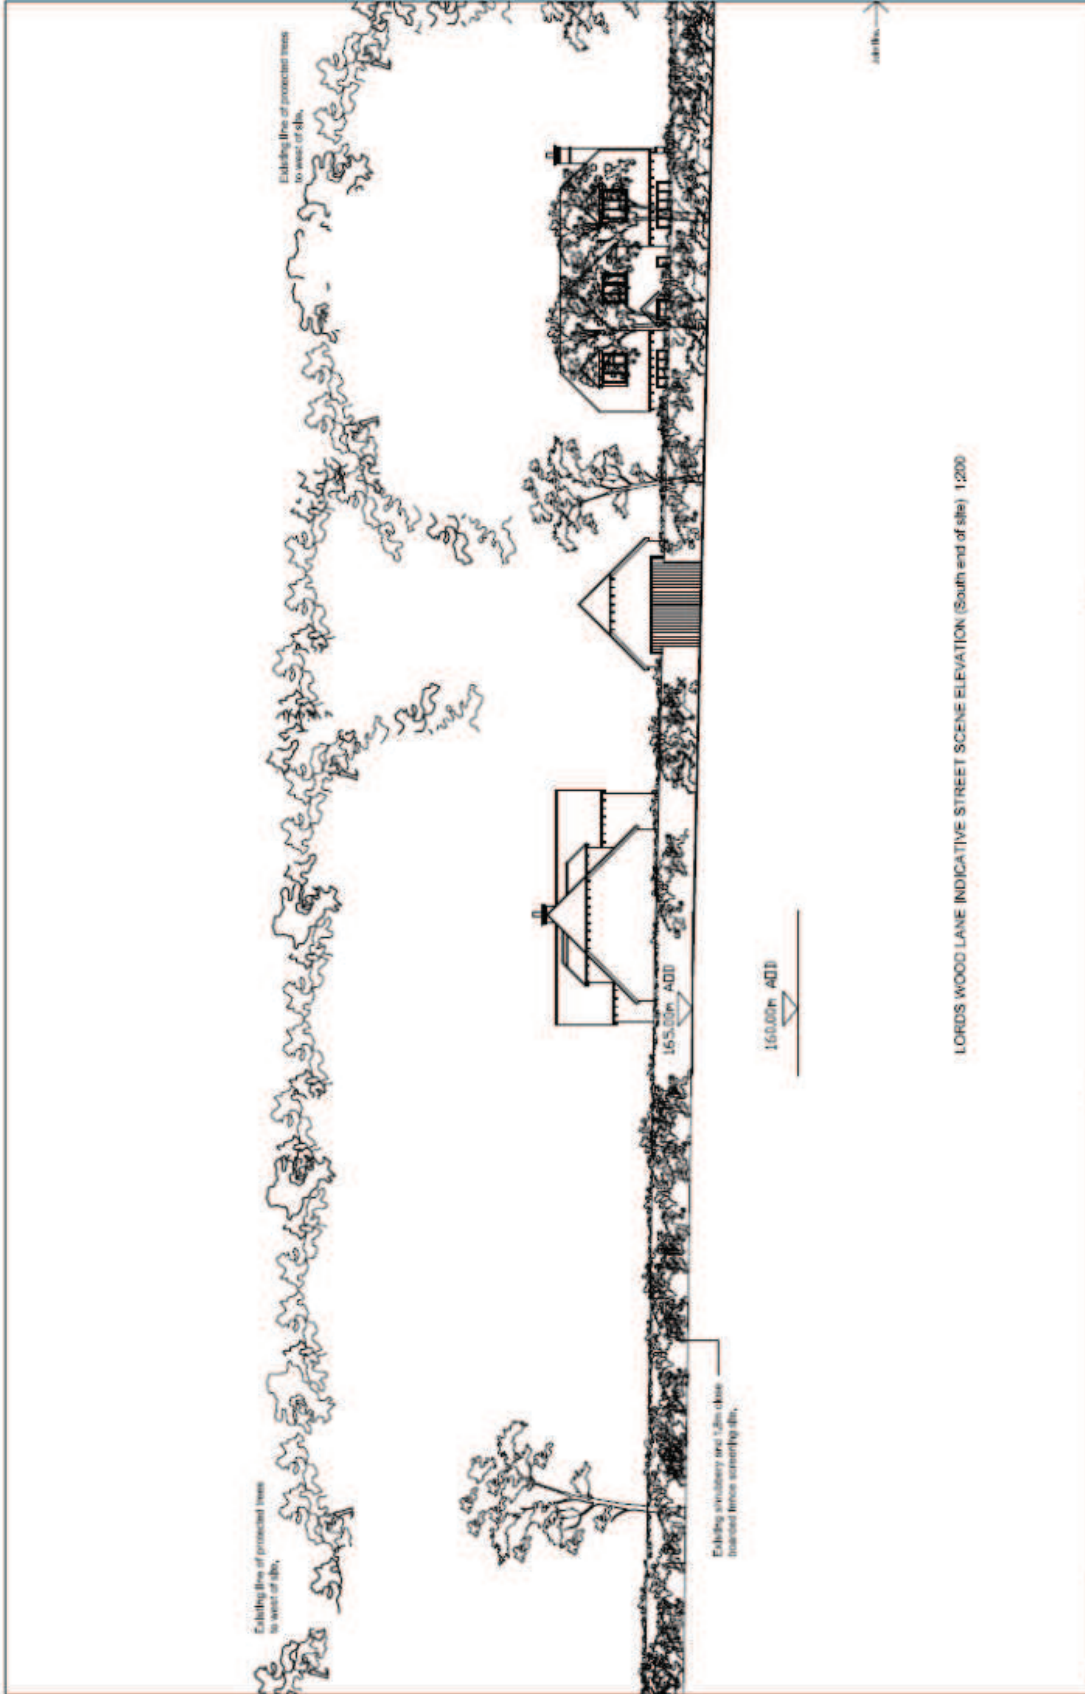 Existing line of protected trees
to west of site.
Existing line of protected trees
to west of site.
165.00m AOD
160.00m AOD
Existing shrubbery and 1.8m close
boarded fence screening site.
LORDS WOOD LANE INDICATIVE STREET SCENE ELEVATION (South end of site) 1:200